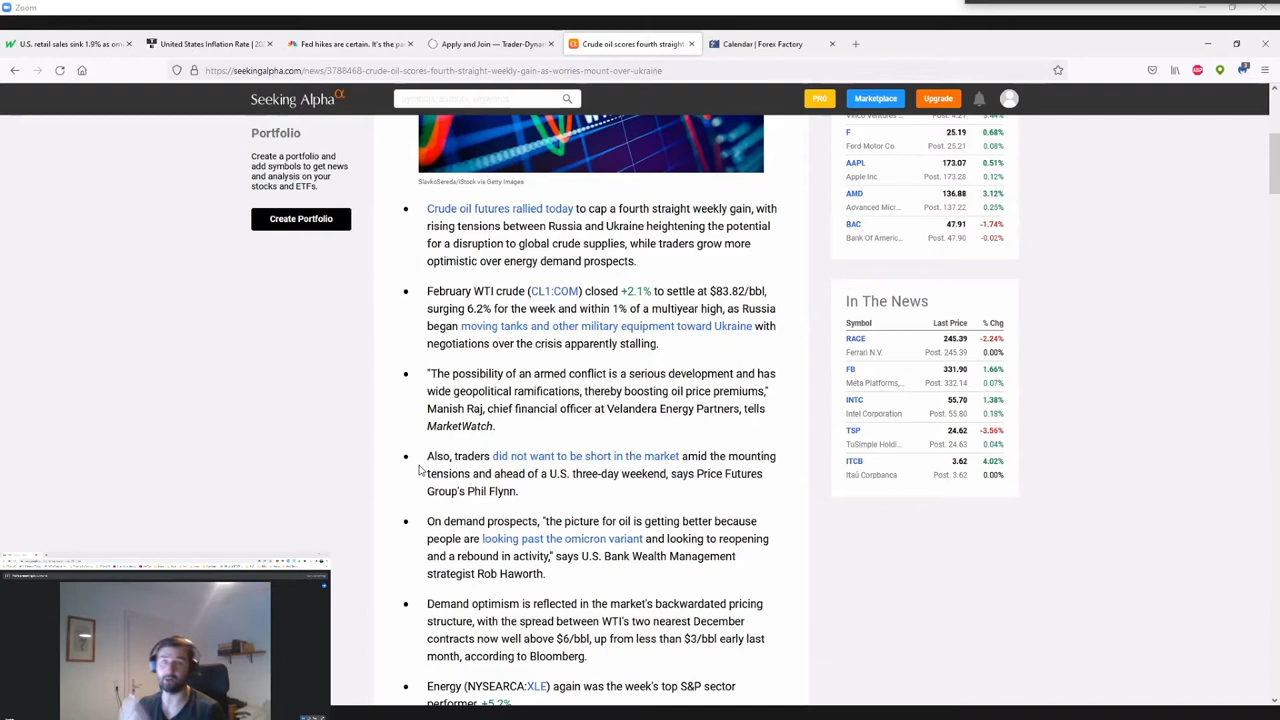 Zoom
U.S. retail sales sink 1.9% as on
United States Inflation Rate | 202
Fed hikes are certain. It's the pa
Apply and Join — Trader-Dynam
Crude oil scores fourth straight
Calendar | Forex Factory
https://seekingalpha.com/news/3788468-crude-oil-scores-fourth-straight-weekly-gain-as-worries-mount-over-ukraine
Seeking Alpha α
Symbols, analysts, keywords
PRO
Marketplace
Upgrade
Portfolio
Create a portfolio and
add symbols to get news
and analysis on your
stocks and ETFs.
Create Portfolio
SlavkoSereda/iStock via Getty Images
Crude oil futures rallied today to cap a fourth straight weekly gain, with
rising tensions between Russia and Ukraine heightening the potential
for a disruption to global crude supplies, while traders grow more
optimistic over energy demand prospects.
February WTI crude (CL1:COM) closed +2.1% to settle at $83.82/bbl,
surging 6.2% for the week and within 1% of a multiyear high, as Russia
began moving tanks and other military equipment toward Ukraine with
negotiations over the crisis apparently stalling.
"The possibility of an armed conflict is a serious development and has
wide geopolitical ramifications, thereby boosting oil price premiums,"
Manish Raj, chief financial officer at Velandera Energy Partners, tells
MarketWatch.
Also, traders did not want to be short in the market amid the mounting
tensions and ahead of a U.S. three-day weekend, says Price Futures
Group's Phil Flynn.
On demand prospects, "the picture for oil is getting better because
people are looking past the omicron variant and looking to reopening
and a rebound in activity," says U.S. Bank Wealth Management
strategist Rob Haworth.
Demand optimism is reflected in the market's backwardated pricing
structure, with the spread between WTI's two nearest December
contracts now well above $6/bbl, up from less than $3/bbl early last
month, according to Bloomberg.
Energy (NYSEARCA:XLE) again was the week's top S&P sector
performer, +5.2%
Vinco Ventures ... Post. 4.21 3.44%
F 25.19 0.68%
Ford Motor Co. Post. 25.21 0.08%
AAPL 173.07 0.51%
Apple Inc Post. 173.28 0.12%
AMD 136.88 3.12%
Advanced Micr... Post. 137.22 0.25%
BAC 47.91 -1.74%
Bank Of Americ... Post. 47.90 -0.02%
In The News
Symbol Last Price % Chg
RACE 245.39 -2.24%
Ferrari N.V. Post. 245.39 0.00%
FB 331.90 1.66%
Meta Platforms,... Post. 332.14 0.07%
INTC 55.70 1.38%
Intel Corporation Post. 55.80 0.18%
TSP 24.62 -3.56%
TuSimple Holdi... Post. 24.63 0.04%
ITCB 3.62 4.02%
Itaú Corpbanca Post. 3.62 0.00%